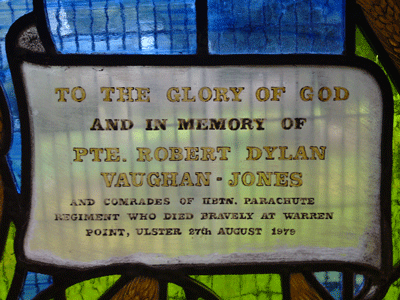 TO THE GLORY OF GOD
AND IN MEMORY OF
PTE. ROBERT DYLAN
VAUGHAN - JONES
AND COMRADES OF HBTN. PARACHUTE
REGIMENT WHO DIED BRAVELY AT WARREN
POINT, ULSTER 27th AUGUST 1979